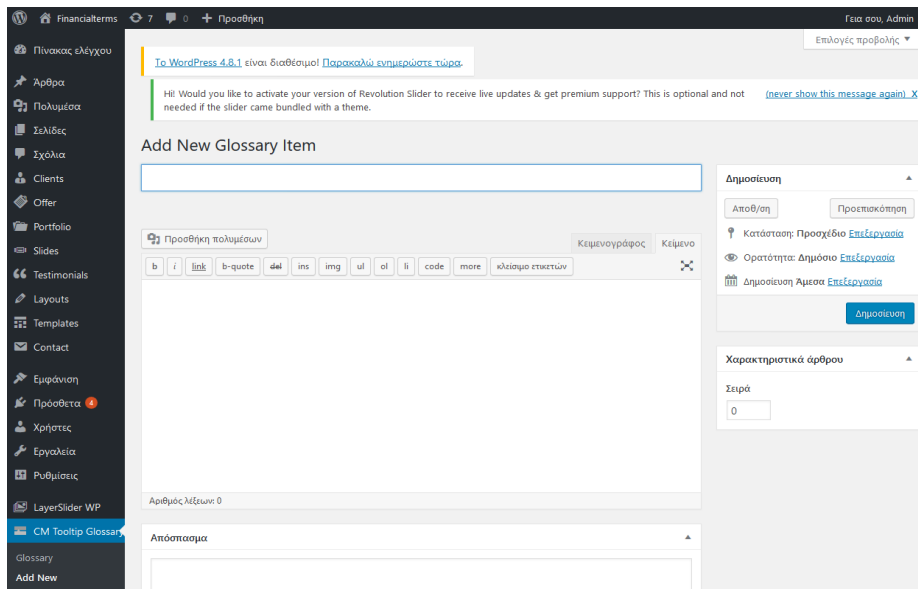 Financialterms 7 0 Προσθήκη Γεια σου, Admin
Επιλογές προβολής
Πίνακας ελέγχου
Άρθρα
Πολυμέσα
Σελίδες
Σχόλια
Clients
Offer
Portfolio
Slides
Testimonials
Layouts
Templates
Contact
Εμφάνιση
Πρόσθετα 4
Χρήστες
Εργαλεία
Ρυθμίσεις
LayerSlider WP
CM Tooltip Glossary
Glossary
Add New
Το WordPress 4.8.1 είναι διαθέσιμο! Παρακαλώ ενημερώστε τώρα.
Hi! Would you like to activate your version of Revolution Slider to receive live updates & get premium support? This is optional and not (never show this message again) X
needed if the slider came bundled with a theme.
Add New Glossary Item
Προσθήκη πολυμέσων
Κειμενογράφος Κείμενο
b i link b-quote del ins img ul ol li code more κλείσιμο ετικετών
Αριθμός λέξεων: 0
Απόσπασμα
Δημοσίευση
Αποθ/ση Προεπισκόπηση
Κατάσταση: Προσχέδιο Επεξεργασία
Ορατότητα: Δημόσιο Επεξεργασία
Δημοσίευση Άμεσα Επεξεργασία
Δημοσίευση
Χαρακτηριστικά άρθρου
Σειρά
0